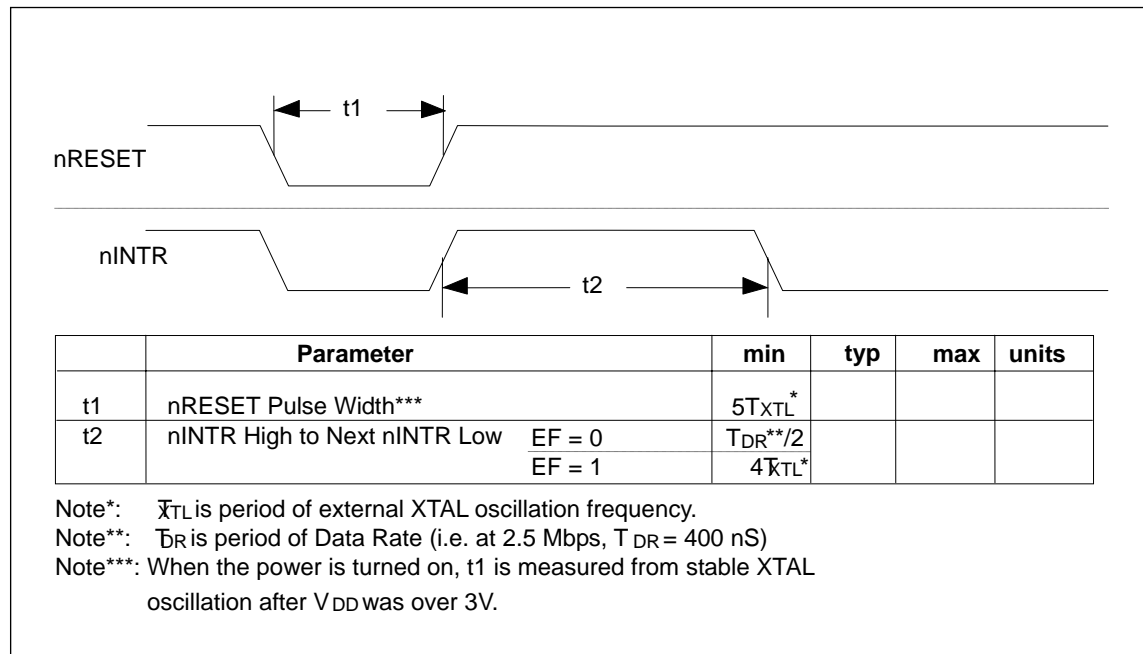 t1
nRESET
nINTR
t2
Parameter min typ max units
t1 nRESET Pulse Width*** 5TXTL*
t2 nINTR High to Next nINTR Low EF = 0 TDR**/2
EF = 1 4TXTL*
Note*: TXTL is period of external XTAL oscillation frequency.
Note**: TDR is period of Data Rate (i.e. at 2.5 Mbps, T DR = 400 nS)
Note***: When the power is turned on, t1 is measured from stable XTAL
oscillation after VDD was over 3V.